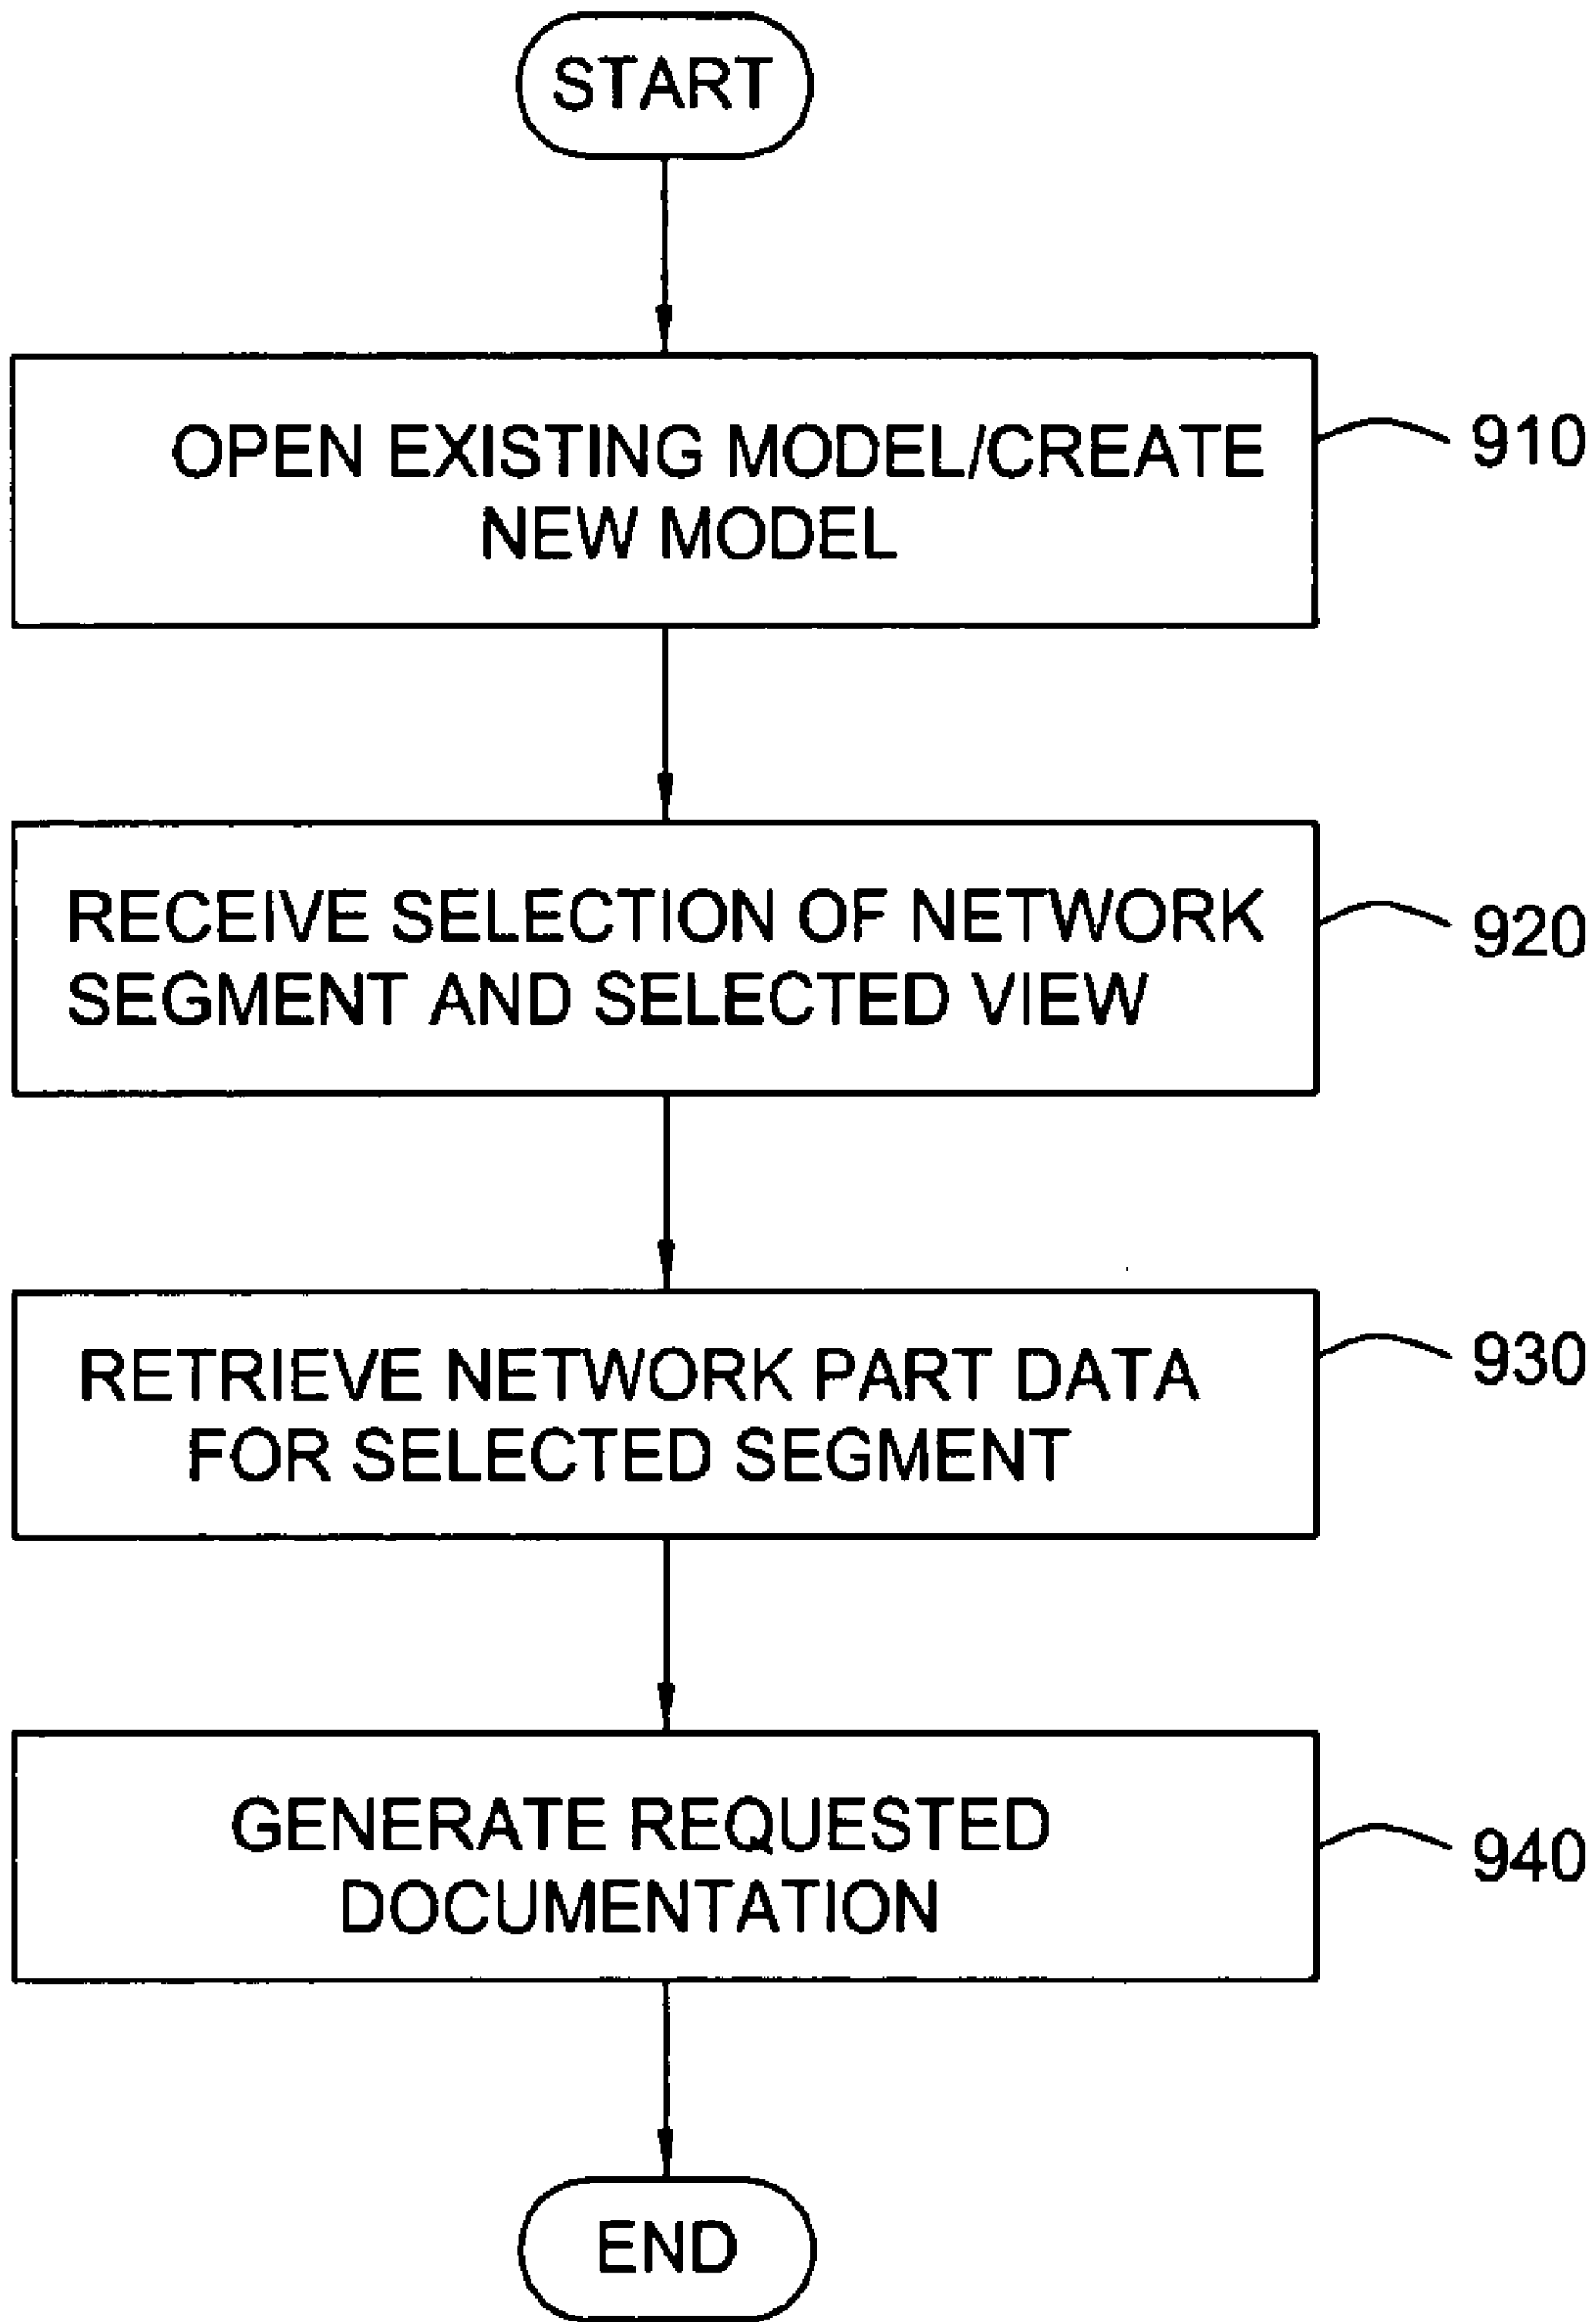 START
OPEN EXISTING MODEL/CREATE
NEW MODEL
910
RECEIVE SELECTION OF NETWORK
SEGMENT AND SELECTED VIEW
920
RETRIEVE NETWORK PART DATA
FOR SELECTED SEGMENT
930
GENERATE REQUESTED
DOCUMENTATION
940
END